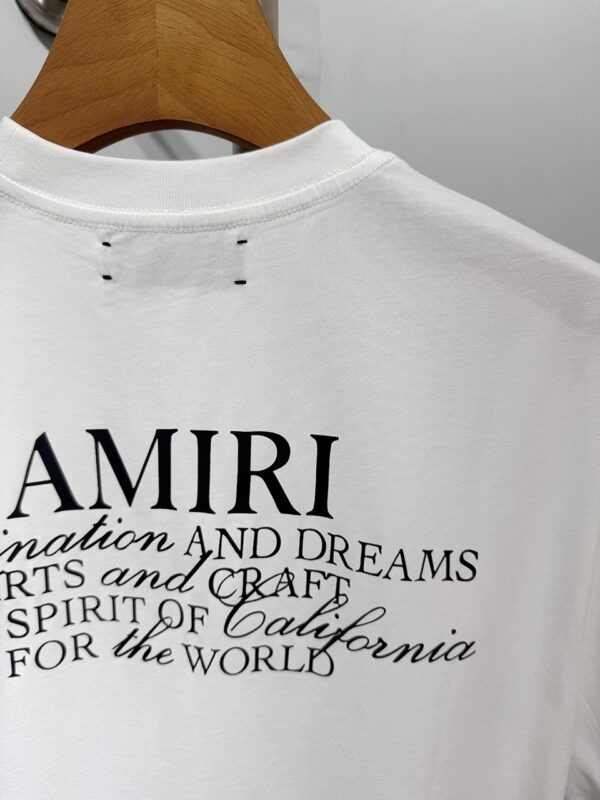 AMIRI
ination AND DREAMS
RTS and CRAFT
SPIRIT OF California
FOR the WORLD